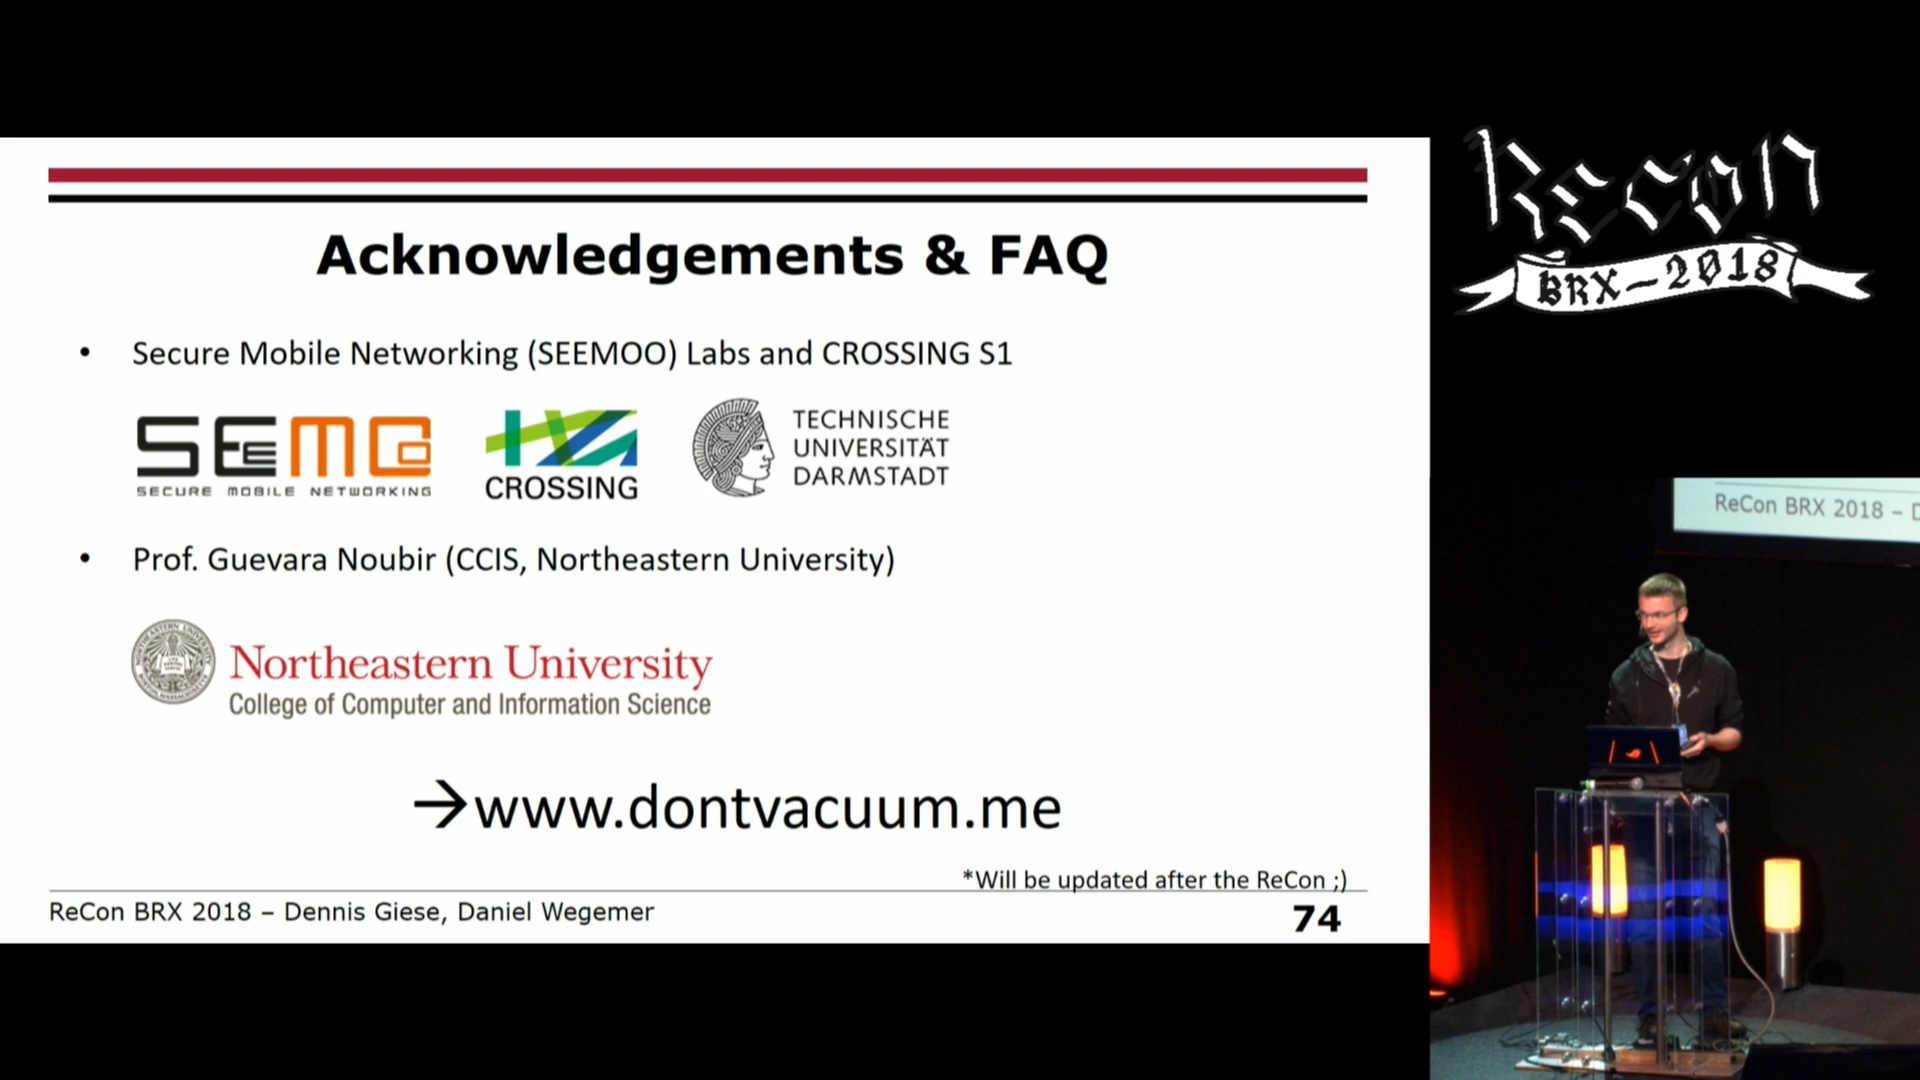 Acknowledgements & FAQ
• Secure Mobile Networking (SEEMOO) Labs and CROSSING S1
SEEMOO
SECURE MOBILE NETWORKING
CROSSING
TECHNISCHE
UNIVERSITÄT
DARMSTADT
• Prof. Guevara Noubir (CCIS, Northeastern University)
Northeastern University
College of Computer and Information Science
→www.dontvacuum.me
*Will be updated after the ReCon ;)
ReCon BRX 2018 – Dennis Giese, Daniel Wegemer
74
Recon
BRX-2018
ReCon BRX 2018 – D